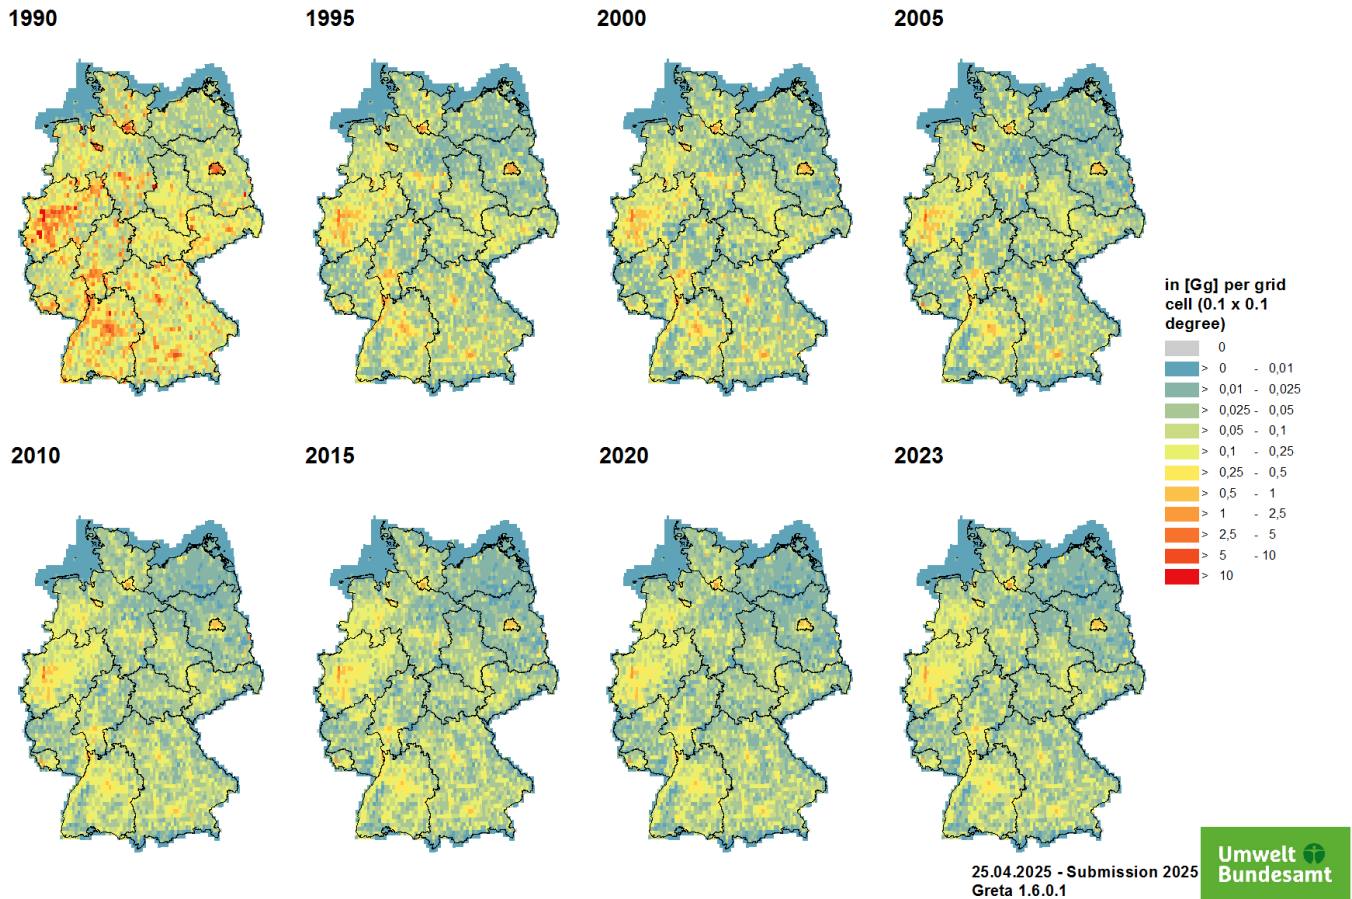 1990
1995
2000
2005
in [Gg] per grid
cell (0.1 x 0.1
degree)
0
> 0 - 0,01
> 0,01 - 0,025
> 0,025 - 0,05
> 0,05 - 0,1
> 0,1 - 0,25
> 0,25 - 0,5
> 0,5 - 1
> 1 - 2,5
> 2,5 - 5
> 5 - 10
> 10
2010
2015
2020
2023
25.04.2025 - Submission 2025
Greta 1.6.0.1
Umwelt
Bundesamt